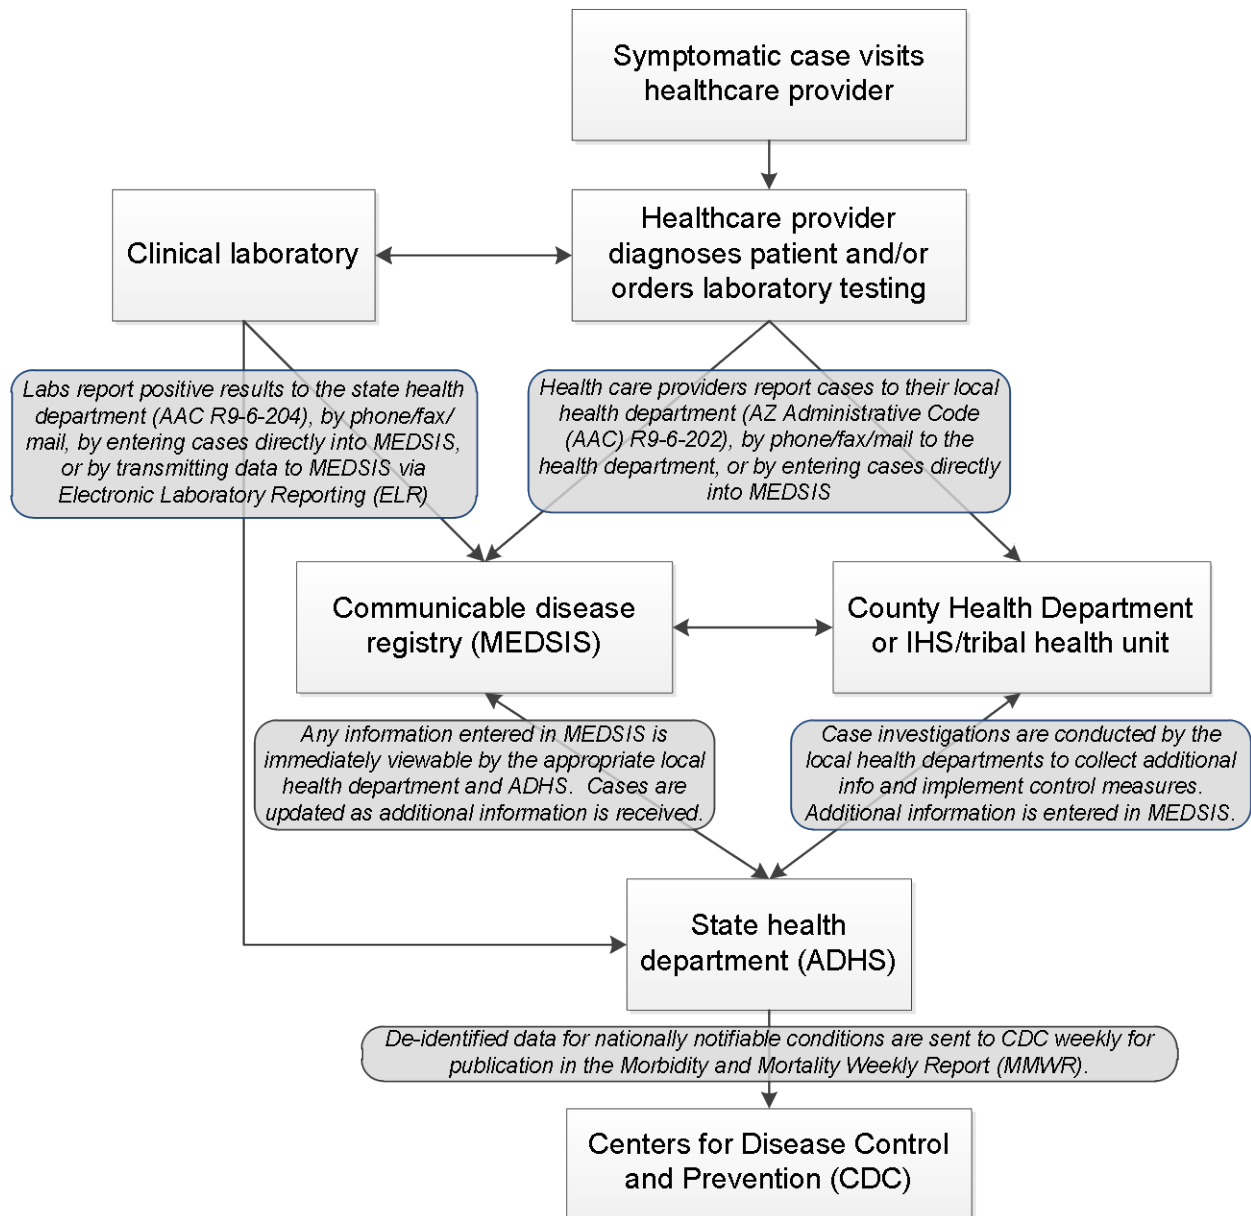 Symptomatic case visits
healthcare provider
Clinical laboratory
Healthcare provider
diagnoses patient and/or
orders laboratory testing
Labs report positive results to the state health
department (AAC R9-6-204), by phone/fax/
mail, by entering cases directly into MEDSIS,
or by transmitting data to MEDSIS via
Electronic Laboratory Reporting (ELR)
Health care providers report cases to their local
health department (AZ Administrative Code
(AAC) R9-6-202), by phone/fax/mail to the
health department, or by entering cases directly
into MEDSIS
Communicable disease
registry (MEDSIS)
County Health Department
or IHS/tribal health unit
Any information entered in MEDSIS is
immediately viewable by the appropriate local
health department and ADHS.  Cases are
updated as additional information is received.
Case investigations are conducted by the
local health departments to collect additional
info and implement control measures.
Additional information is entered in MEDSIS.
State health
department (ADHS)
De-identified data for nationally notifiable conditions are sent to CDC weekly for
publication in the Morbidity and Mortality Weekly Report (MMWR).
Centers for Disease Control
and Prevention (CDC)